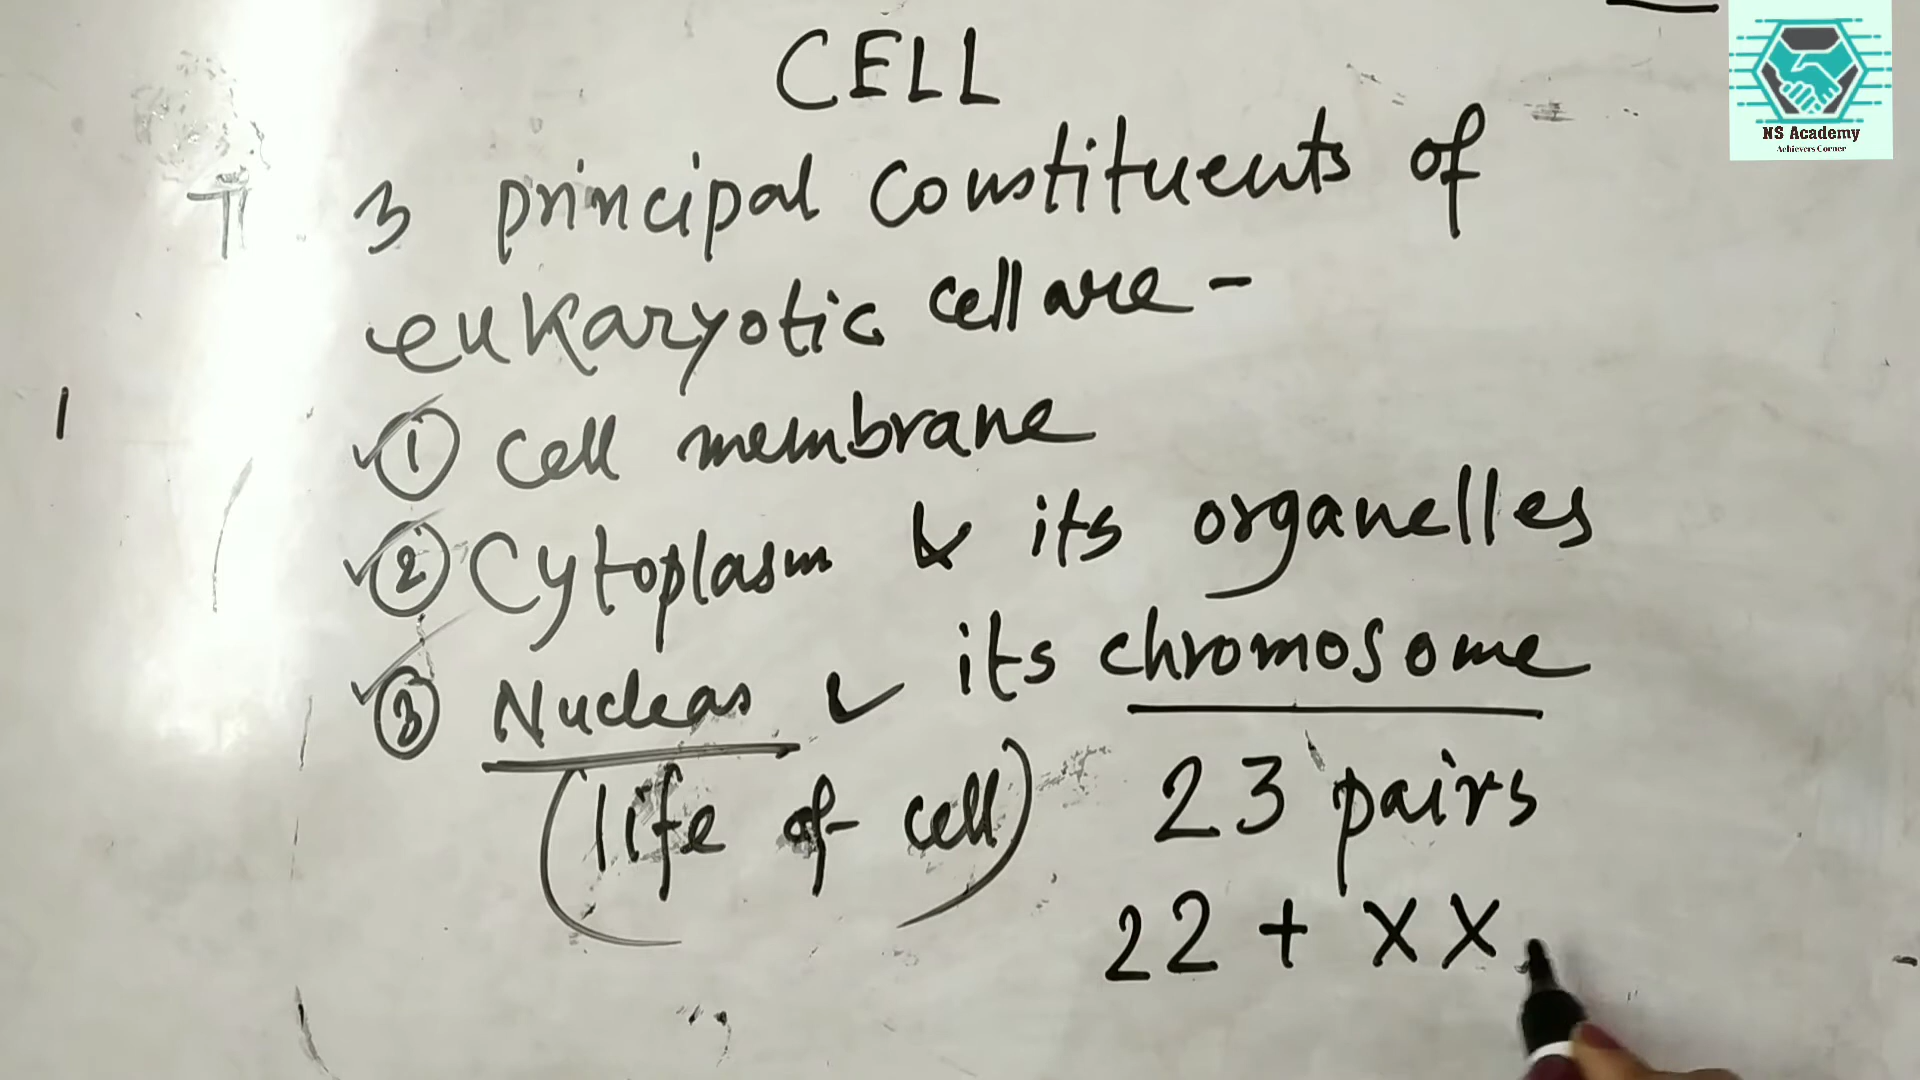 CELL
3 principal constituents of
eukaryotic cell are -
① Cell membrane
② Cytoplasm & its organelles
③ Nucleas & its chromosome
(life of cell) 23 pairs
22 + XX
NS Academy
Achievers Corner